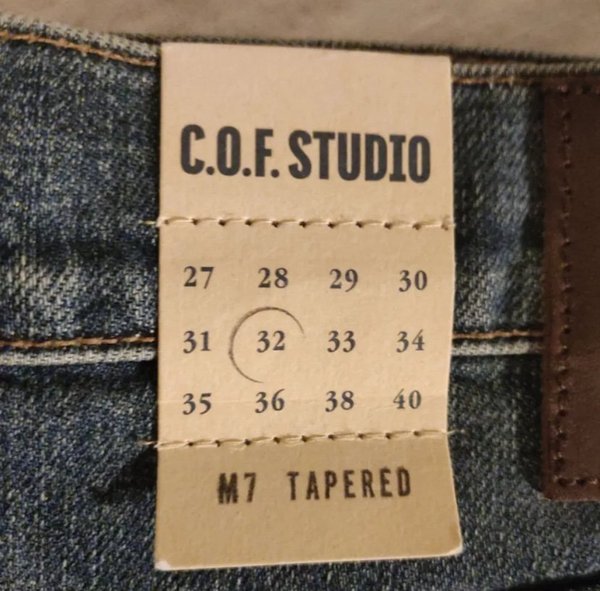 C.O.F. STUDIO
27 28 29 30
31 32 33 34
35 36 38 40
M7 TAPERED